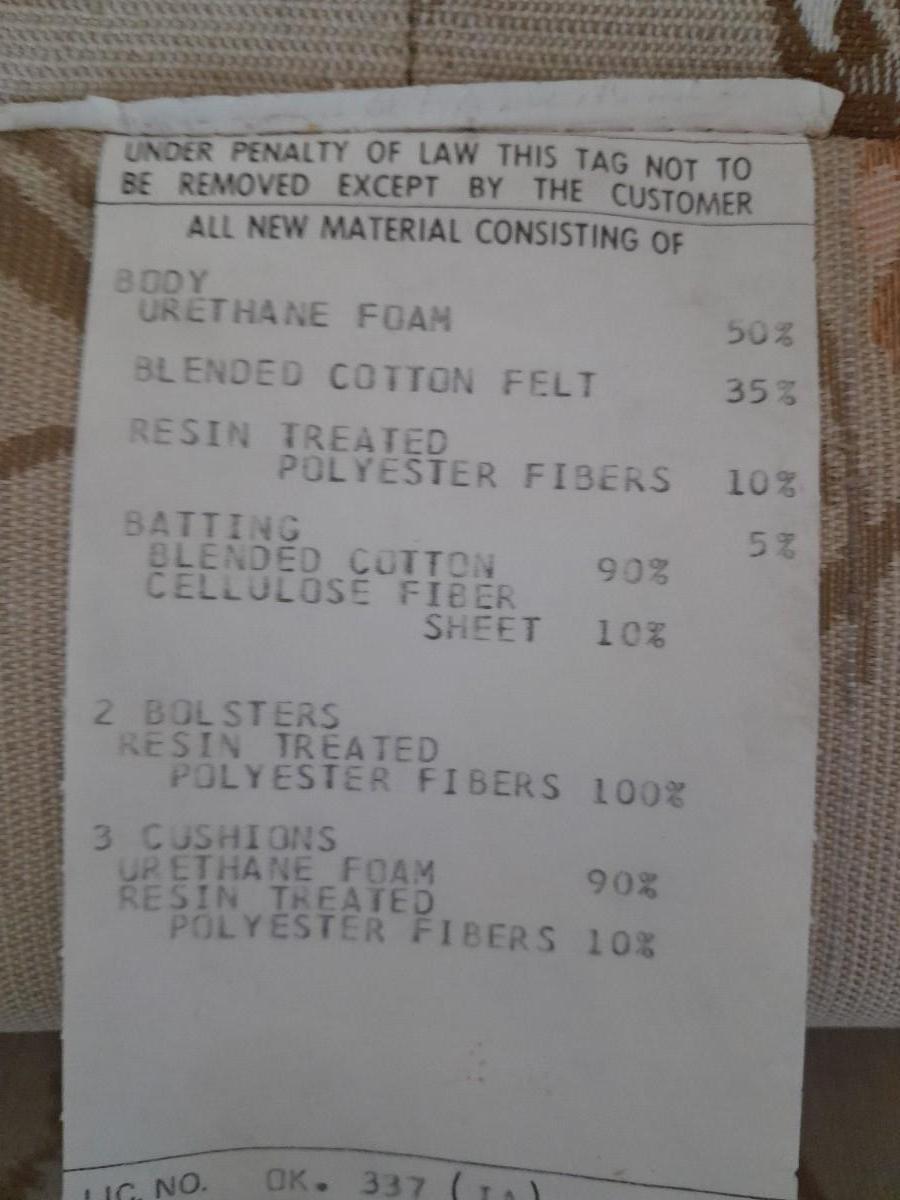 UNDER PENALTY OF LAW THIS TAG NOT TO
BE REMOVED EXCEPT BY THE CUSTOMER
ALL NEW MATERIAL CONSISTING OF
BODY
URETHANE FOAM 50%
BLENDED COTTON FELT 35%
RESIN TREATED
POLYESTER FIBERS 10%
BATTING 5%
BLENDED COTTON 90%
CELLULOSE FIBER
SHEET 10%
2 BOLSTERS
RESIN TREATED
POLYESTER FIBERS 100%
3 CUSHIONS
URETHANE FOAM 90%
RESIN TREATED
POLYESTER FIBERS 10%
LIC. NO. OK. 337